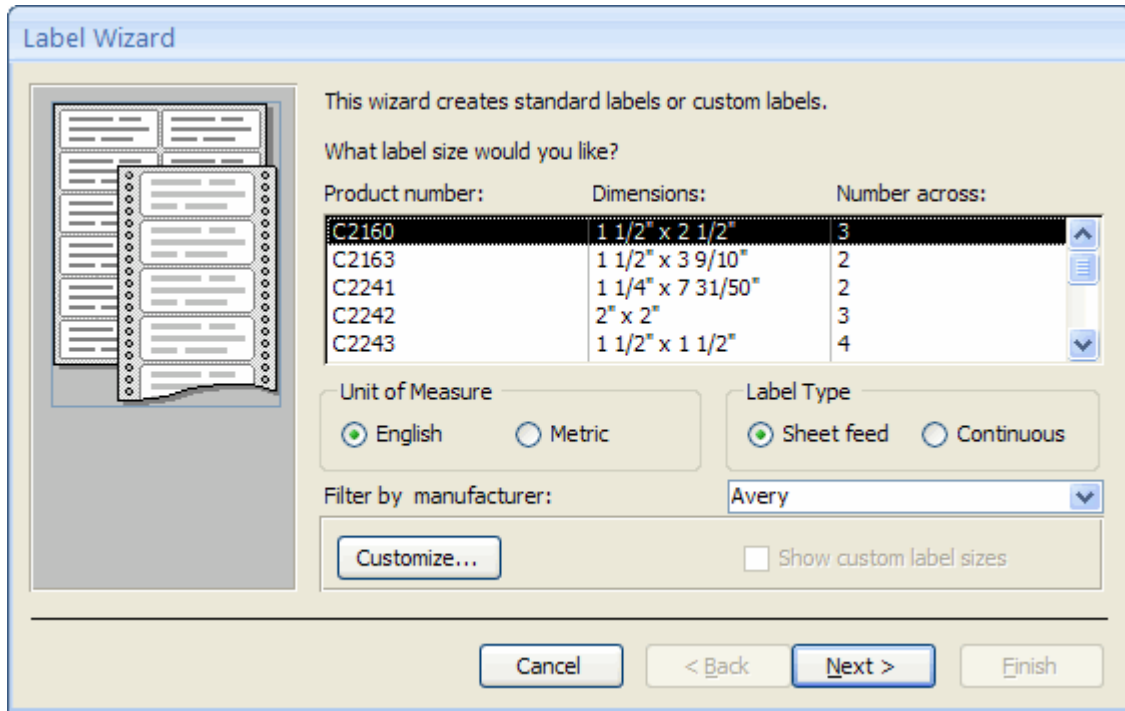 Label Wizard
This wizard creates standard labels or custom labels.
What label size would you like?
Product number: Dimensions: Number across:
C2160 1 1/2" x 2 1/2" 3
C2163 1 1/2" x 3 9/10" 2
C2241 1 1/4" x 7 31/50" 2
C2242 2" x 2" 3
C2243 1 1/2" x 1 1/2" 4
Unit of Measure Label Type
English Metric Sheet feed Continuous
Filter by manufacturer: Avery
Customize... Show custom label sizes
Cancel < Back Next > Finish